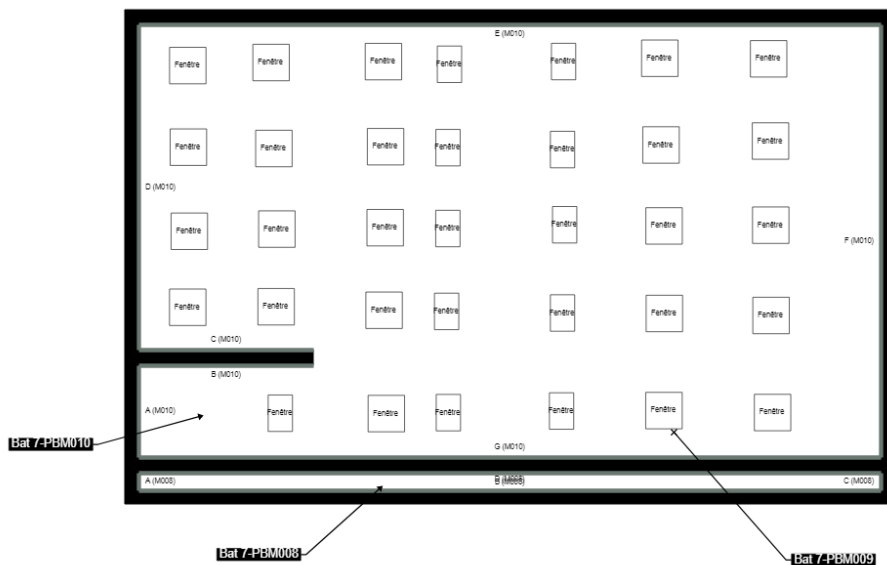 E (M010)
Fenêtre Fenêtre Fenêtre Fenêtre Fenêtre Fenêtre Fenêtre
Fenêtre Fenêtre Fenêtre Fenêtre Fenêtre Fenêtre Fenêtre
D (M010)
Fenêtre Fenêtre Fenêtre Fenêtre Fenêtre Fenêtre Fenêtre
F (M010)
Fenêtre Fenêtre Fenêtre Fenêtre Fenêtre Fenêtre Fenêtre
C (M010)
B (M010)
A (M010)
Fenêtre Fenêtre Fenêtre Fenêtre Fenêtre Fenêtre
Bat 7-PBM010
G (M010)
A (M008)
C (M008)
Bat 7-PBM008
Bat 7-PBM009